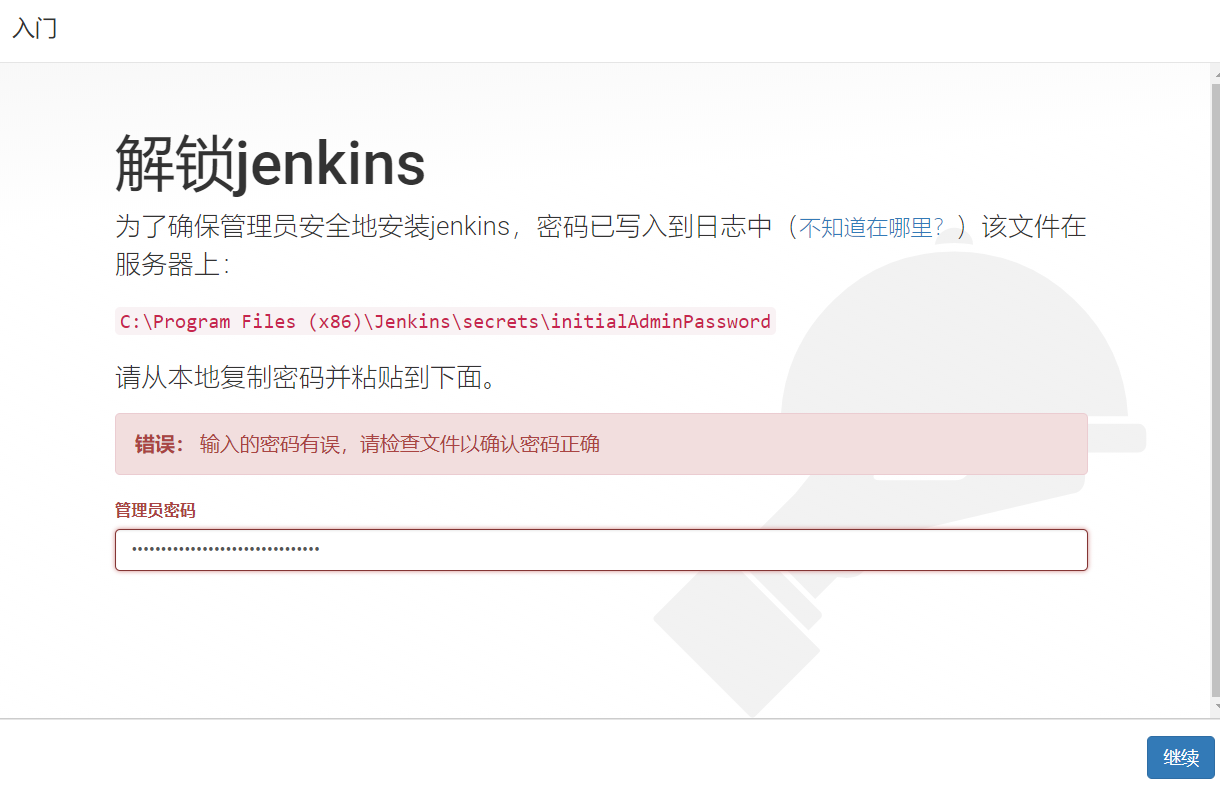 入门
解锁jenkins
为了确保管理员安全地安装jenkins，密码已写入到日志中（不知道在哪里？）该文件在
服务器上：
C:\Program Files (x86)\Jenkins\secrets\initialAdminPassword
请从本地复制密码并粘贴到下面。
错误： 输入的密码有误，请检查文件以确认密码正确
管理员密码
••••••••••••••••••••••••••••••••
继续